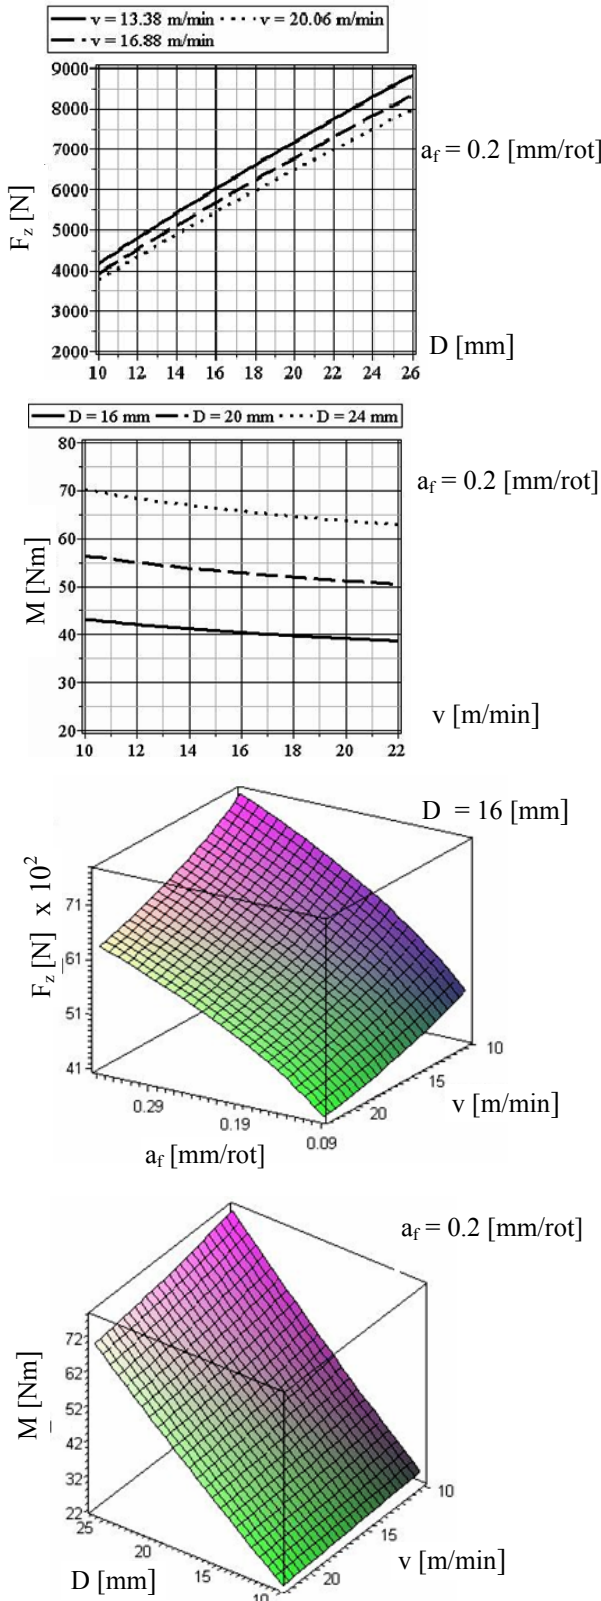 v = 13.38 m/min v = 20.06 m/min
v = 16.88 m/min
9000
8000
7000
6000
5000
4000
3000
2000
F_z [N]
a_f = 0.2 [mm/rot]
D [mm]
10 12 14 16 18 20 22 24 26
D = 16 mm D = 20 mm D = 24 mm
80
70
60
50
40
30
20
M [Nm]
a_f = 0.2 [mm/rot]
v [m/min]
10 12 14 16 18 20 22
D = 16 [mm]
F_z [N] x 10^2
71
61
51
41
0.29
0.19
0.09
a_f [mm/rot]
10
15
20
v [m/min]
a_f = 0.2 [mm/rot]
M [Nm]
72
62
52
42
32
22
25
20
15
10
D [mm]
10
15
20
v [m/min]